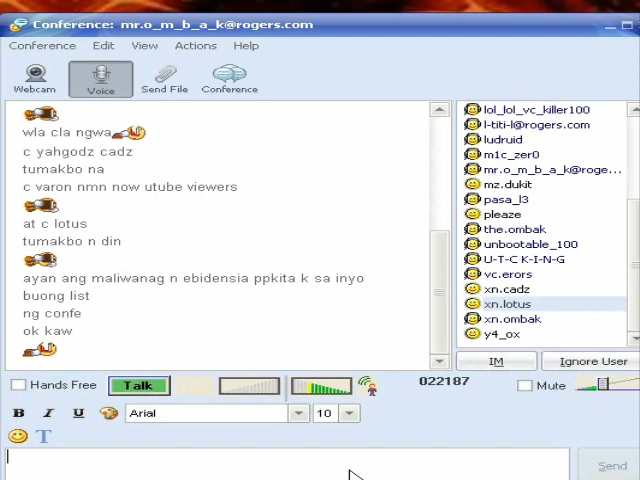 Conference: mr.o_m_b_a_k@rogers.com
Conference Edit View Actions Help
Webcam Voice Send File Conference
wla cla ngwa
c yahgodz cadz
tumakbo na
c varon nmn now utube viewers
at c lotus
tumakbo n din
ayan ang maliwanag n ebidensia ppkita k sa inyo
buong list
ng confe
ok kaw
lol_lol_vc_killer100
l-titi-l@rogers.com
ludruid
m1c_zer0
mr.o_m_b_a_k@roge...
mz.dukit
pasa_l3
pleaze
the.ombak
unbootable_100
U-T-C K-I-N-G
vc.erors
xn.cadz
xn.lotus
xn.ombak
y4_ox
IM Ignore User
Hands Free Talk 022187 Mute
B I U Arial 10
T
Send